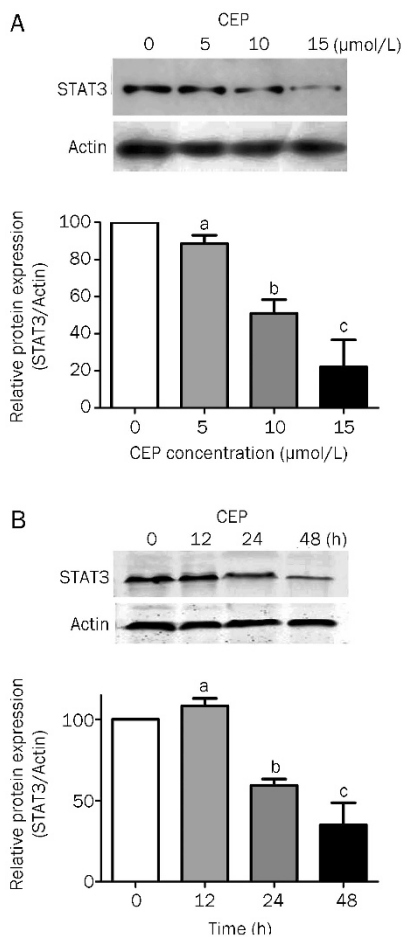 A
CEP
0 5 10 15 (μmol/L)
STAT3
Actin
Relative protein expression
(STAT3/Actin)
100
80
60
40
20
0
a
b
c
0 5 10 15
CEP concentration (μmol/L)
B
CEP
0 12 24 48 (h)
STAT3
Actin
Relative protein expression
(STAT3/Actin)
100
50
0
a
b
c
0 12 24 48
Time (h)